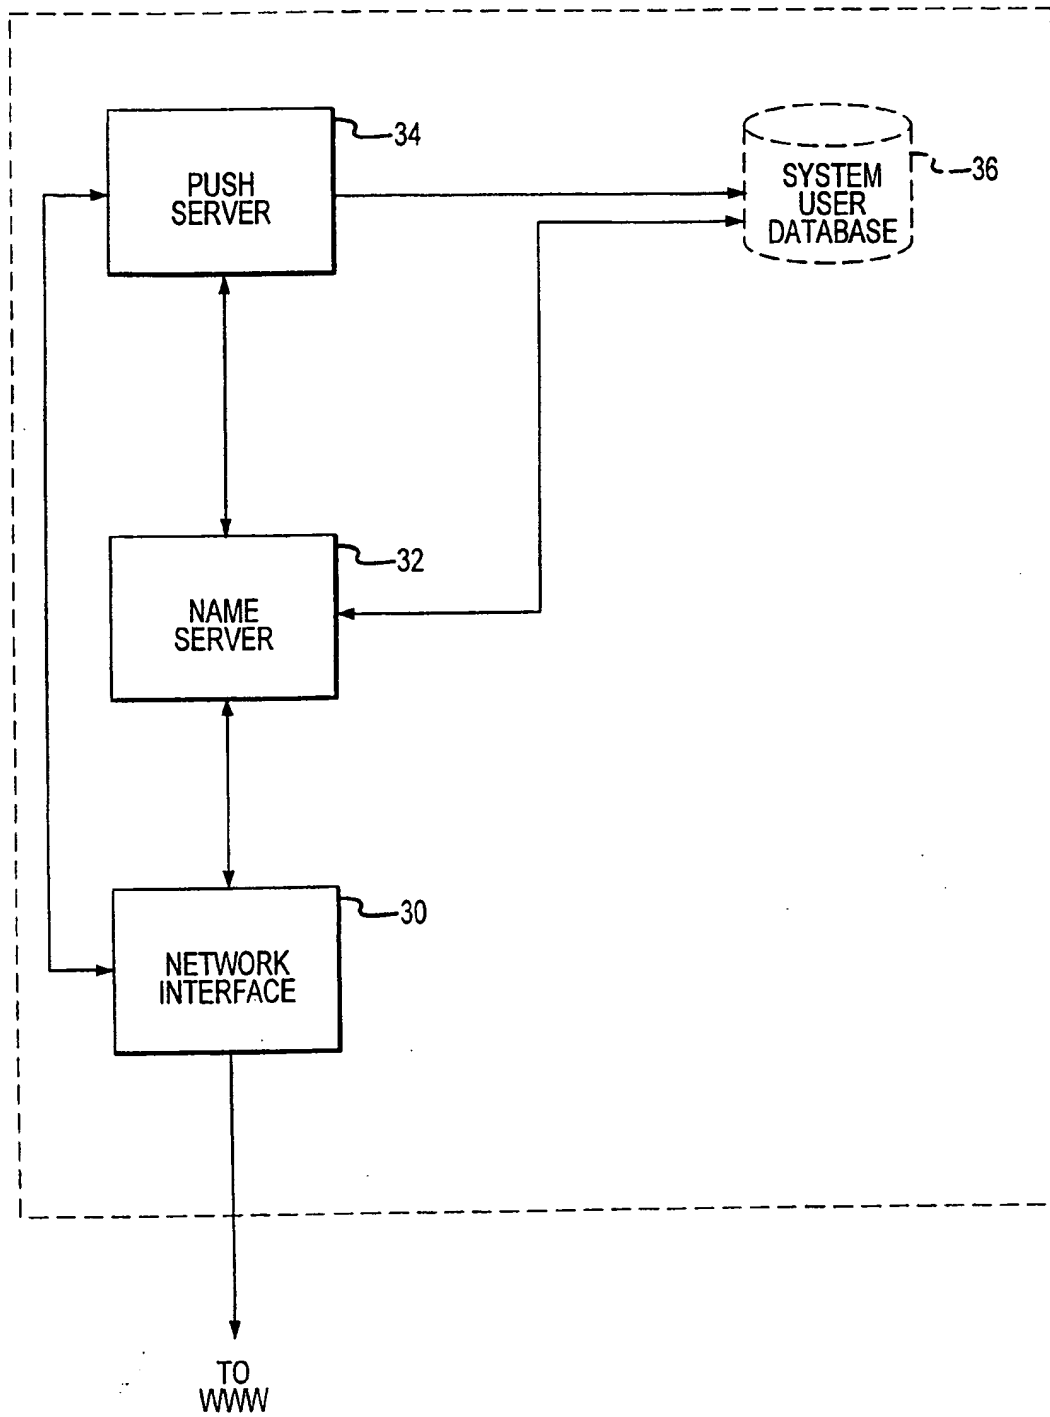 34
PUSH
SERVER
SYSTEM
USER
DATABASE
36
32
NAME
SERVER
30
NETWORK
INTERFACE
TO
WWW